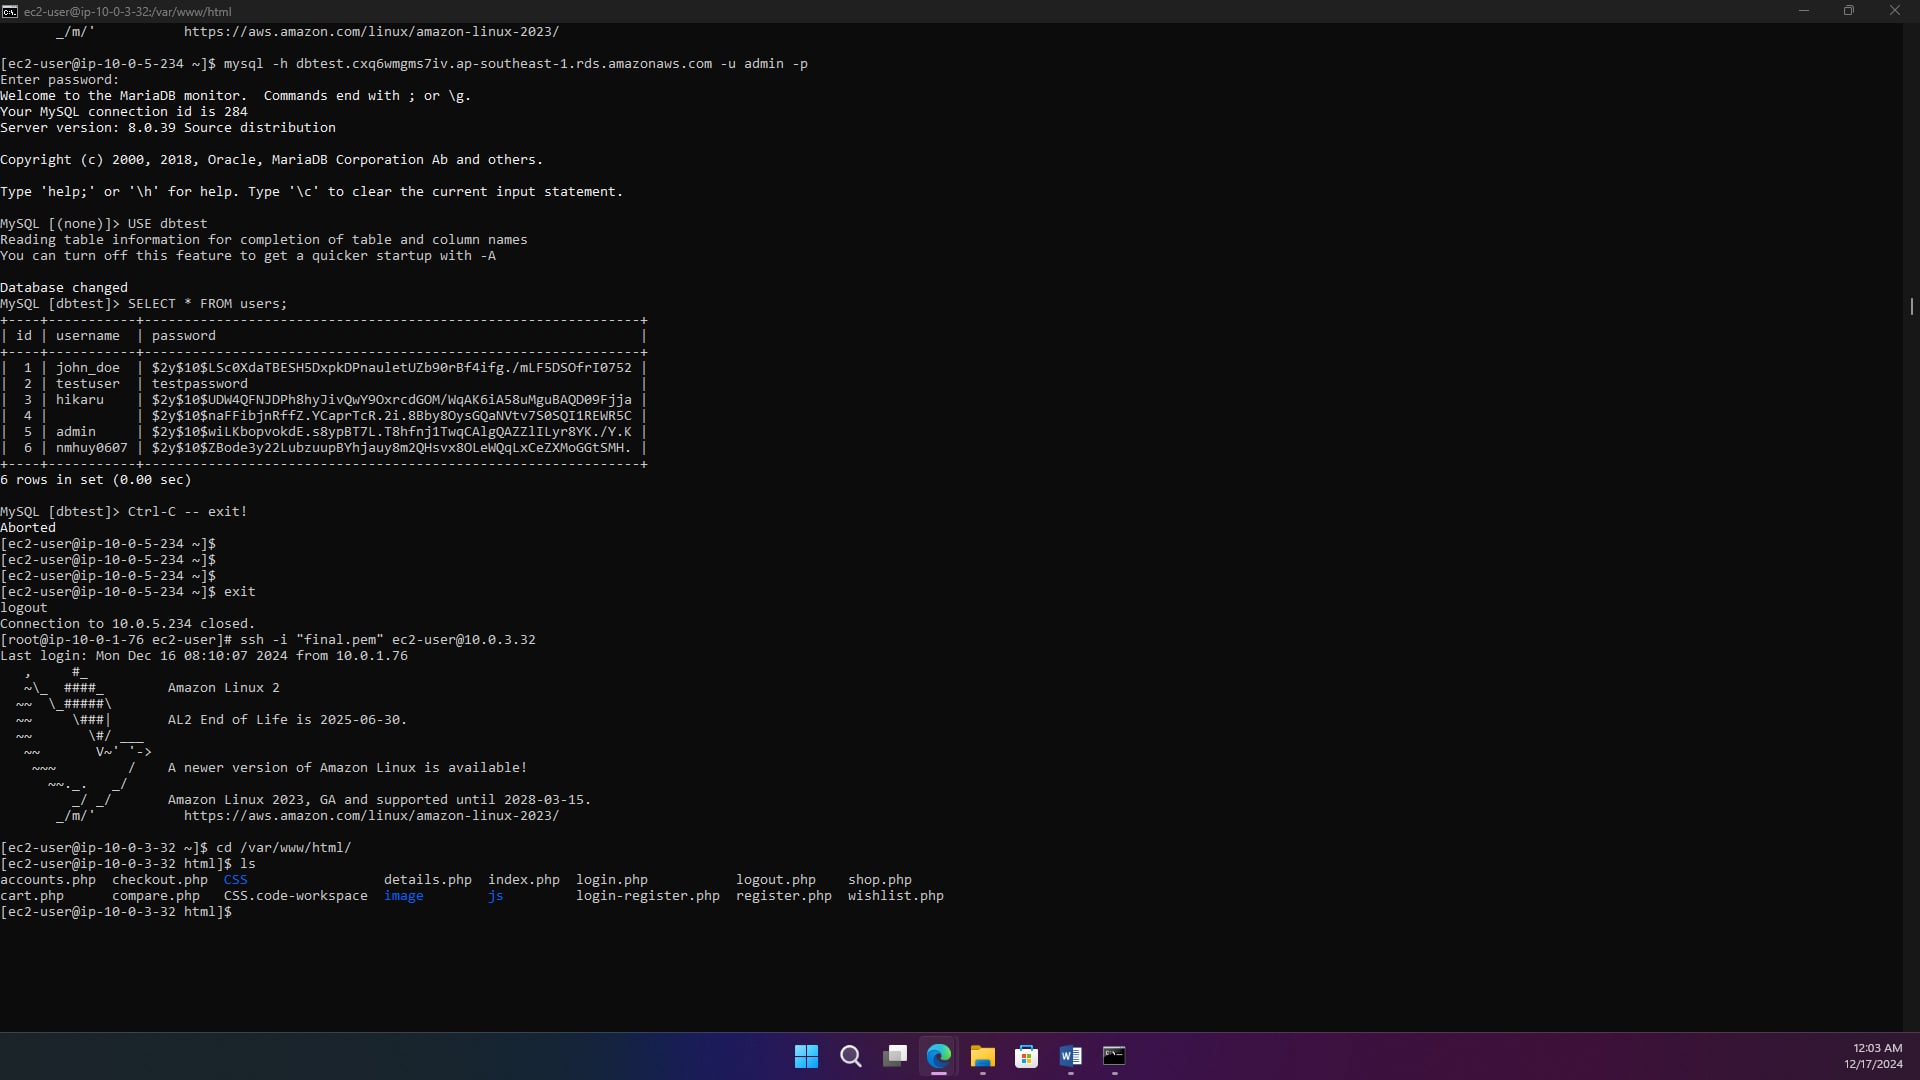 ec2-user@ip-10-0-3-32:/var/www/html
_/m/'           https://aws.amazon.com/linux/amazon-linux-2023/
[ec2-user@ip-10-0-5-234 ~]$ mysql -h dbtest.cxq6wmgms7iv.ap-southeast-1.rds.amazonaws.com -u admin -p
Enter password:
Welcome to the MariaDB monitor.  Commands end with ; or \g.
Your MySQL connection id is 284
Server version: 8.0.39 Source distribution
Copyright (c) 2000, 2018, Oracle, MariaDB Corporation Ab and others.
Type 'help;' or '\h' for help. Type '\c' to clear the current input statement.
MySQL [(none)]> USE dbtest
Reading table information for completion of table and column names
You can turn off this feature to get a quicker startup with -A
Database changed
MySQL [dbtest]> SELECT * FROM users;
+----+-----------+--------------------------------------------------------------+
| id | username  | password                                                     |
+----+-----------+--------------------------------------------------------------+
|  1 | john_doe  | $2y$10$LSc0XdaTBESH5DxpkDPnauletUZb90rBf4ifg./mLF5DSOfrI0752 |
|  2 | testuser  | testpassword                                                 |
|  3 | hikaru    | $2y$10$UDW4QFNJDPh8hyJivQwY9OxrcdGOM/WqAK6iA58uMguBAQD09Fjja |
|  4 |           | $2y$10$naFFibjnRffZ.YCaprTcR.2i.8Bby8OysGQaNVtv7S0SQI1REWR5C |
|  5 | admin     | $2y$10$wiLKbopvokdE.s8ypBT7L.T8hfnj1TwqCAlgQAZZlILyr8YK./Y.K |
|  6 | nmhuy0607 | $2y$10$ZBode3y22LubzuupBYhjauy8m2QHsvx8OLeWQqLxCeZXMoGGtSMH. |
+----+-----------+--------------------------------------------------------------+
6 rows in set (0.00 sec)
MySQL [dbtest]> Ctrl-C -- exit!
Aborted
[ec2-user@ip-10-0-5-234 ~]$
[ec2-user@ip-10-0-5-234 ~]$
[ec2-user@ip-10-0-5-234 ~]$
[ec2-user@ip-10-0-5-234 ~]$ exit
logout
Connection to 10.0.5.234 closed.
[root@ip-10-0-1-76 ec2-user]# ssh -i "final.pem" ec2-user@10.0.3.32
Last login: Mon Dec 16 08:10:07 2024 from 10.0.1.76
   ,     #_
   ~\_  ####_        Amazon Linux 2
  ~~  \_#####\
  ~~     \###|       AL2 End of Life is 2025-06-30.
  ~~       \#/ ___
   ~~       V~' '->
    ~~~         /    A newer version of Amazon Linux is available!
      ~~._.   _/
         _/ _/       Amazon Linux 2023, GA and supported until 2028-03-15.
       _/m/'           https://aws.amazon.com/linux/amazon-linux-2023/
[ec2-user@ip-10-0-3-32 ~]$ cd /var/www/html/
[ec2-user@ip-10-0-3-32 html]$ ls
accounts.php  checkout.php  CSS                 details.php  index.php  login.php           logout.php    shop.php
cart.php      compare.php   CSS.code-workspace  image        js         login-register.php  register.php  wishlist.php
[ec2-user@ip-10-0-3-32 html]$
12:03 AM
12/17/2024